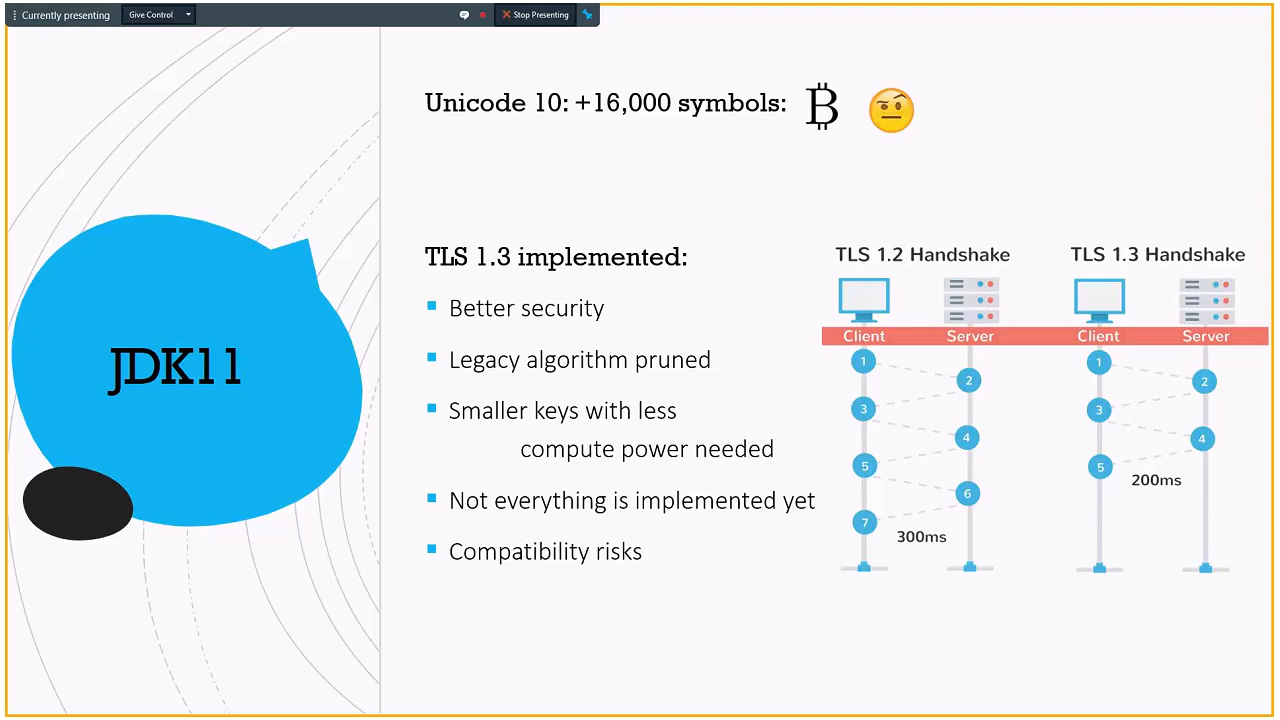 Currently presenting Give Control Stop Presenting
Unicode 10: +16,000 symbols: ₿ 🤨
JDK11
TLS 1.3 implemented:
Better security
Legacy algorithm pruned
Smaller keys with less
compute power needed
Not everything is implemented yet
Compatibility risks
TLS 1.2 Handshake
Client Server
1
2
3
4
5
6
7
300ms
TLS 1.3 Handshake
Client Server
1
2
3
4
5
200ms